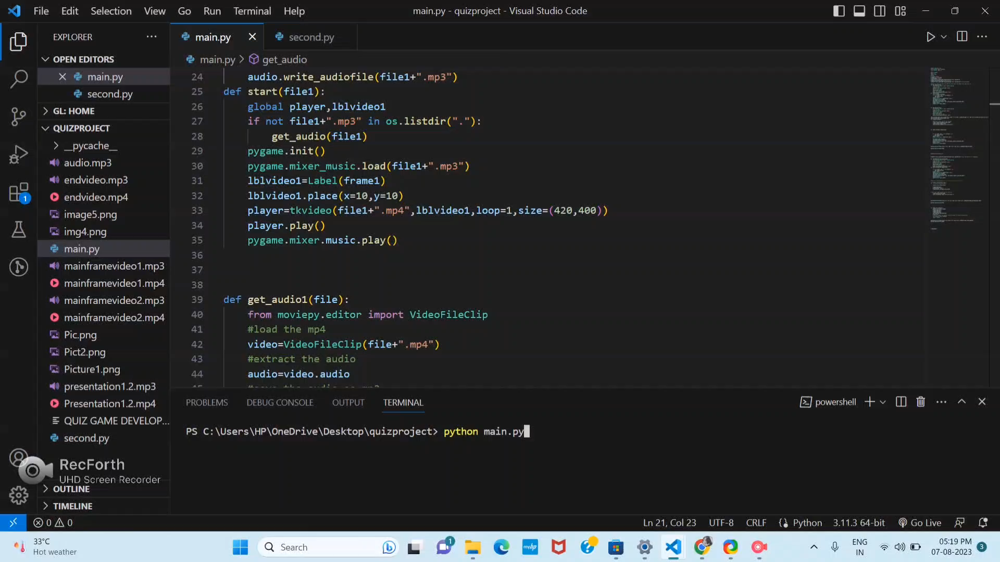 File Edit Selection View Go Run Terminal Help
main.py - quizproject - Visual Studio Code
EXPLORER
OPEN EDITORS
main.py
second.py
GL: HOME
QUIZPROJECT
__pycache__
audio.mp3
endvideo.mp3
endvideo.mp4
image5.png
img4.png
main.py
mainframevideo1.mp3
mainframevideo1.mp4
mainframevideo2.mp3
mainframevideo2.mp4
Pic.png
Pict2.png
Picture1.png
presentation1.2.mp3
Presentation1.2.mp4
QUIZ GAME DEVELOP...
second.py
OUTLINE
TIMELINE
1
RecForth
UHD Screen Recorder
main.py second.py
main.py > get_audio
24 audio.write_audiofile(file1+".mp3")
25 def start(file1):
26 global player,lblvideo1
27 if not file1+".mp3" in os.listdir("."):
28 get_audio(file1)
29 pygame.init()
30 pygame.mixer_music.load(file1+".mp3")
31 lblvideo1=Label(frame1)
32 lblvideo1.place(x=10,y=10)
33 player=tkvideo(file1+".mp4",lblvideo1,loop=1,size=(420,400))
34 player.play()
35 pygame.mixer.music.play()
36
37
38
39 def get_audio1(file):
40 from moviepy.editor import VideoFileClip
41 #load the mp4
42 video=VideoFileClip(file+".mp4")
43 #extract the audio
44 audio=video.audio
PROBLEMS DEBUG CONSOLE OUTPUT TERMINAL
powershell
PS C:\Users\HP\OneDrive\Desktop\quizproject> python main.py
0 0
Ln 21, Col 23 UTF-8 CRLF Python 3.11.3 64-bit Go Live
33°C
Hot weather
Search
1
myhp
ENG
IN
05:19 PM
07-08-2023
3